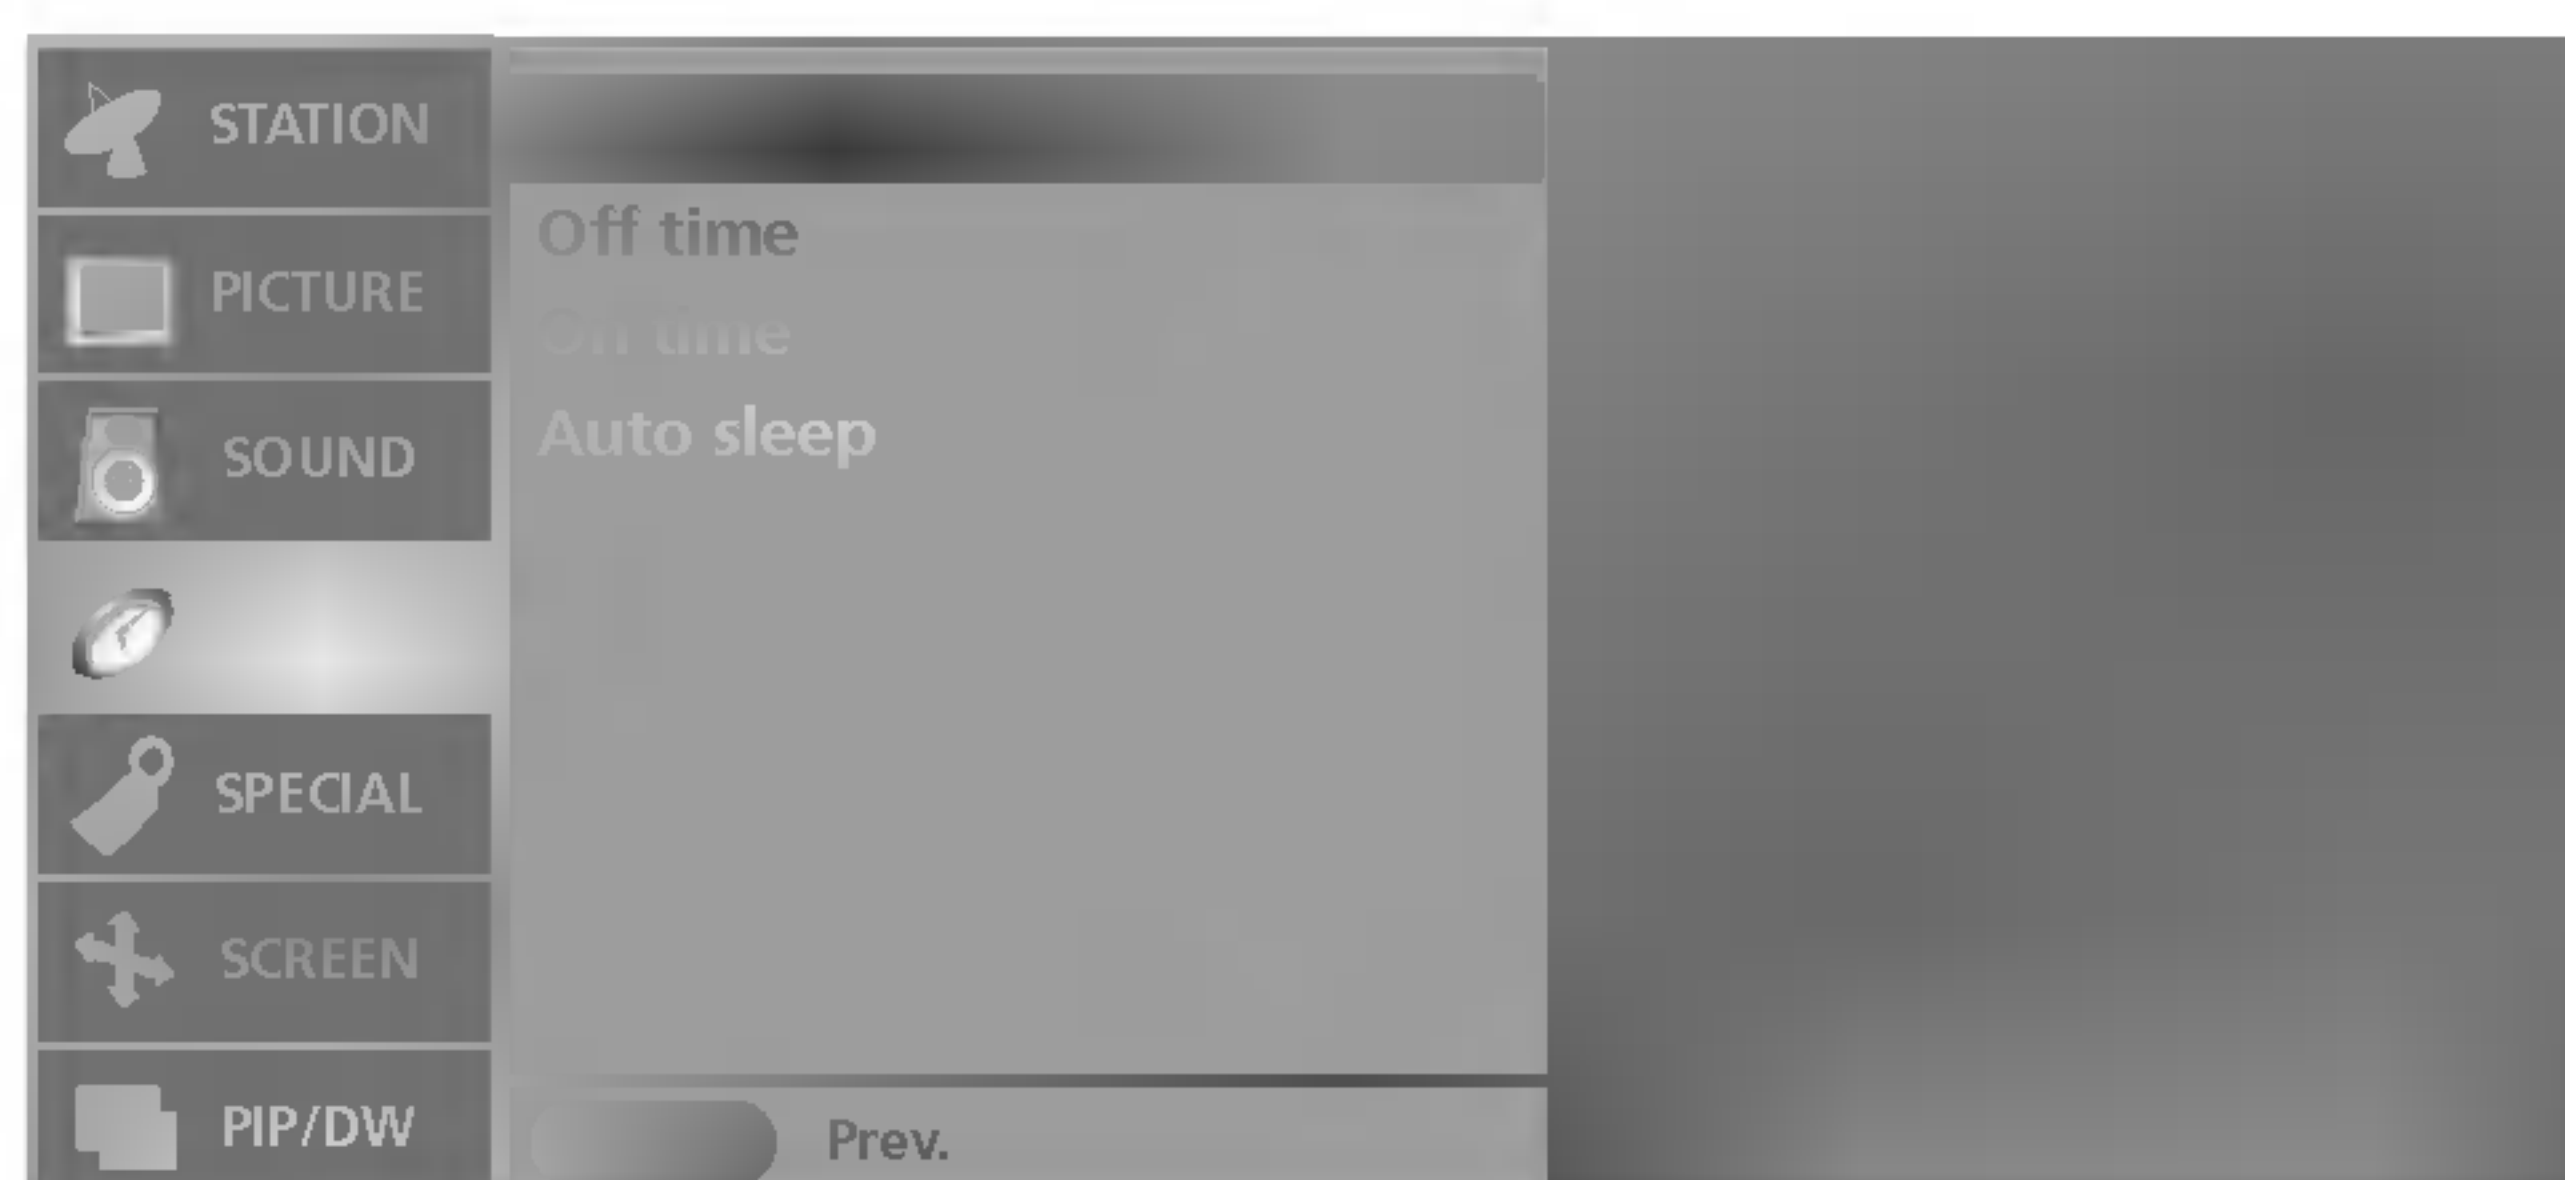 STATION
PICTURE
SOUND
SPECIAL
SCREEN
PIP/DW
Off time
On time
Auto sleep
Prev.